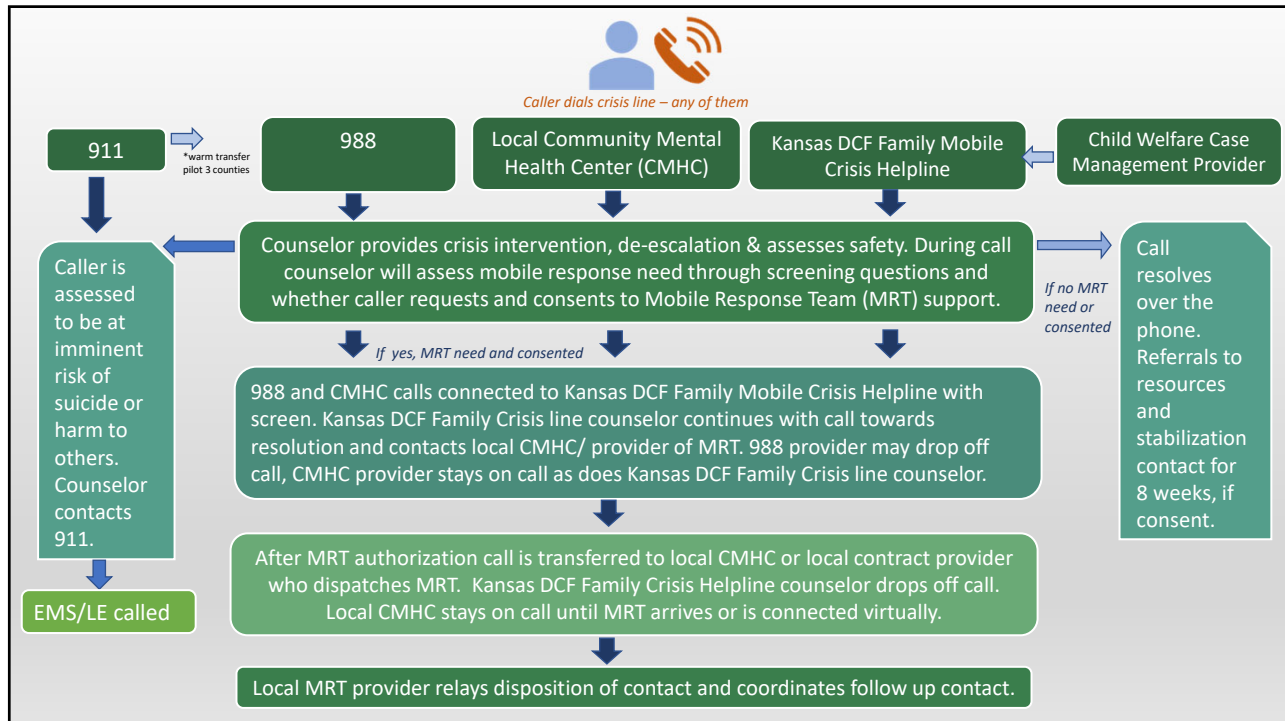 Caller dials crisis line – any of them
911
*warm transfer
pilot 3 counties
988
Local Community Mental
Health Center (CMHC)
Kansas DCF Family Mobile
Crisis Helpline
Child Welfare Case
Management Provider
Counselor provides crisis intervention, de-escalation & assesses safety. During call
counselor will assess mobile response need through screening questions and
whether caller requests and consents to Mobile Response Team (MRT) support.
Caller is
assessed
to be at
imminent
risk of
suicide or
harm to
others.
Counselor
contacts
911.
EMS/LE called
If no MRT
need or
consented
Call
resolves
over the
phone.
Referrals to
resources
and
stabilization
contact for
8 weeks, if
consent.
If yes, MRT need and consented
988 and CMHC calls connected to Kansas DCF Family Mobile Crisis Helpline with
screen. Kansas DCF Family Crisis line counselor continues with call towards
resolution and contacts local CMHC/ provider of MRT. 988 provider may drop off
call, CMHC provider stays on call as does Kansas DCF Family Crisis line counselor.
After MRT authorization call is transferred to local CMHC or local contract provider
who dispatches MRT. Kansas DCF Family Crisis Helpline counselor drops off call.
Local CMHC stays on call until MRT arrives or is connected virtually.
Local MRT provider relays disposition of contact and coordinates follow up contact.